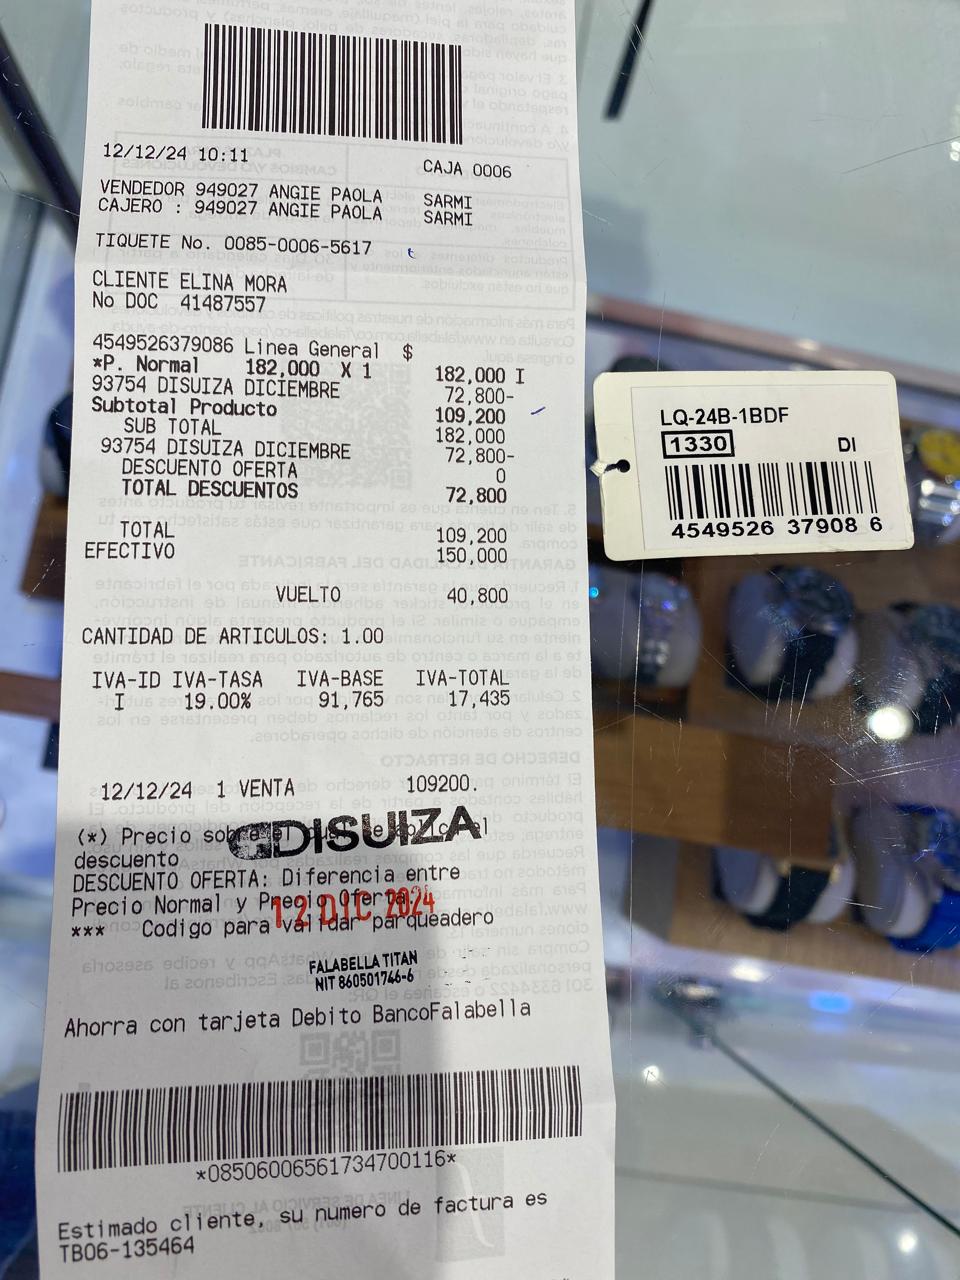 12/12/24 10:11 CAJA 0006
VENDEDOR 949027 ANGIE PAOLA SARMI
CAJERO : 949027 ANGIE PAOLA SARMI
TIQUETE No. 0085-0006-5617
CLIENTE ELINA MORA
No DOC 41487557
4549526379086 Linea General $
*P. Normal 182,000 X 1 182,000 I
93754 DISUIZA DICIEMBRE 72,800-
Subtotal Producto 109,200
SUB TOTAL 182,000
93754 DISUIZA DICIEMBRE 72,800-
DESCUENTO OFERTA 0
TOTAL DESCUENTOS 72,800
TOTAL 109,200
EFECTIVO 150,000
VUELTO 40,800
CANTIDAD DE ARTICULOS: 1.00
IVA-ID IVA-TASA IVA-BASE IVA-TOTAL
I 19.00% 91,765 17,435
12/12/24 1 VENTA 109200.
(*) Precio sobre el
DISUIZA
descuento
DESCUENTO OFERTA: Diferencia entre
Precio Normal y Precio Oferta
12 DIC 2024
*** Codigo para validar parqueadero
FALABELLA TITAN
NIT 860501746-6
Ahorra con tarjeta Debito BancoFalabella
*08506006561734700116*
Estimado cliente, su numero de factura es
TB06-135464
LQ-24B-1BDF
1330 DI
4549526 37908 6